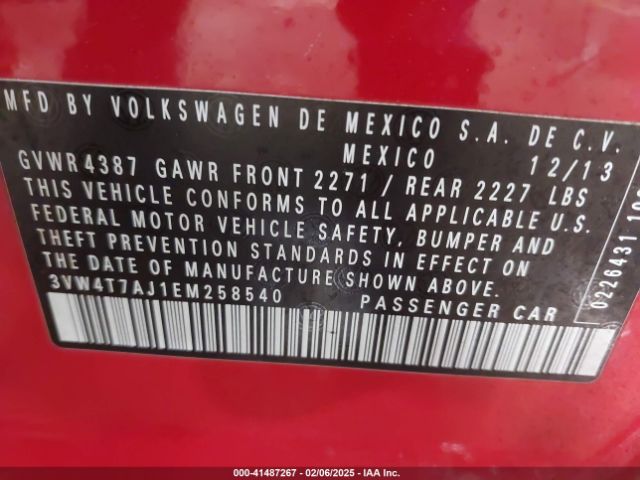 MFD BY VOLKSWAGEN DE MEXICO S.A. DE C.V.
MEXICO 12/13
GVWR 4387 GAWR FRONT 2271 / REAR 2227 LBS
THIS VEHICLE CONFORMS TO ALL APPLICABLE U.S.
FEDERAL MOTOR VEHICLE SAFETY, BUMPER AND
THEFT PREVENTION STANDARDS IN EFFECT ON
THE DATE OF MANUFACTURE SHOWN ABOVE.
3VW4T7AJ1EM258540 PASSENGER CAR
0226431
000-41487267 - 02/06/2025 - IAAI.COM